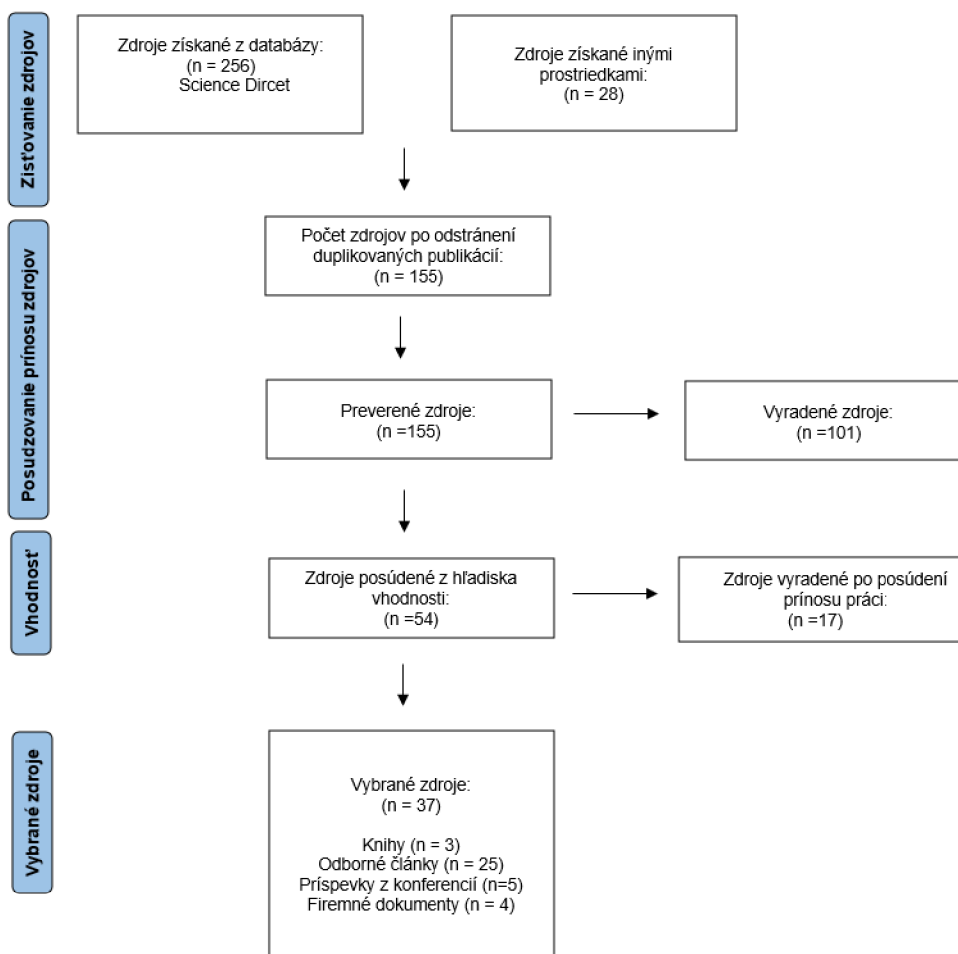 Zisťovanie zdrojov
Zdroje získané z databázy:
(n = 256)
Science Dircet
Zdroje získané inými
prostriedkami:
(n = 28)
Posudzovanie prínosu zdrojov
Počet zdrojov po odstránení
duplikovaných publikácií:
(n = 155)
Preverené zdroje:
(n =155)
Vyradené zdroje:
(n =101)
Vhodnosť
Zdroje posúdené z hľadiska
vhodnosti:
(n =54)
Zdroje vyradené po posúdení
prínosu práci:
(n =17)
Vybrané zdroje
Vybrané zdroje:
(n = 37)
Knihy (n = 3)
Odborné články (n = 25)
Príspevky z konferencií (n=5)
Firemné dokumenty (n = 4)